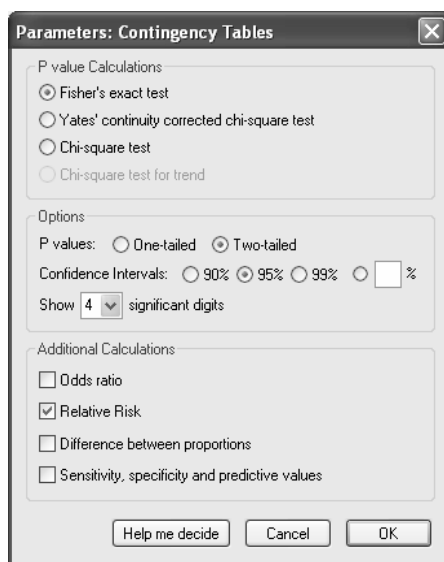 Parameters: Contingency Tables
P value Calculations
Fisher's exact test
Yates' continuity corrected chi-square test
Chi-square test
Chi-square test for trend
Options
P values: One-tailed Two-tailed
Confidence Intervals: 90% 95% 99% %
Show 4 significant digits
Additional Calculations
Odds ratio
Relative Risk
Difference between proportions
Sensitivity, specificity and predictive values
Help me decide Cancel OK